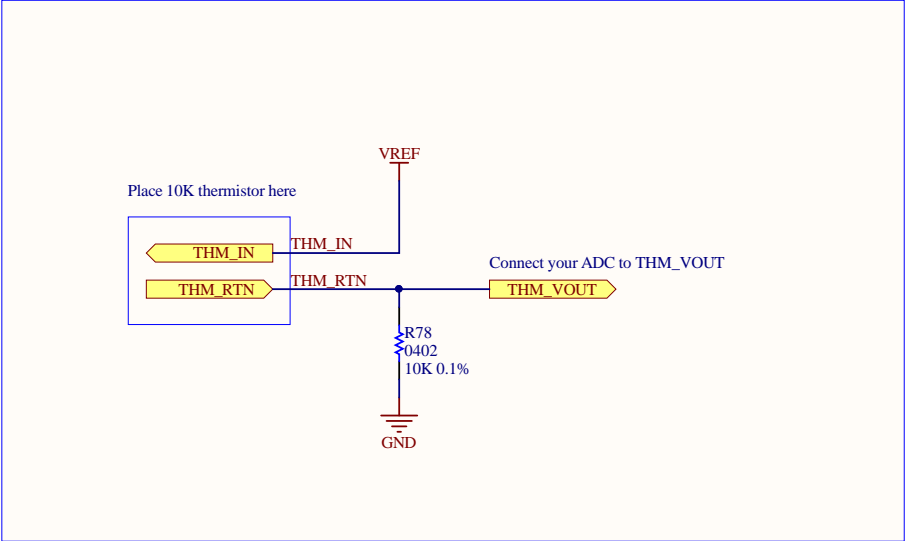 VREF
Place 10K thermistor here
THM_IN
THM_IN
THM_RTN
THM_RTN
Connect your ADC to THM_VOUT
THM_VOUT
R78
0402
10K 0.1%
GND